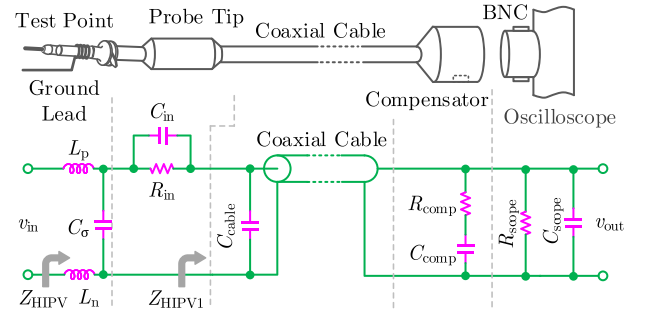 Test Point
Probe Tip
BNC
Coaxial Cable
Ground
Lead
Compensator
Oscilloscope
C_in
Coaxial Cable
L_p
R_in
v_in
C_σ
C_cable
R_comp
C_comp
R_scope
C_scope
v_out
Z_HIPV
L_n
Z_HIPV1